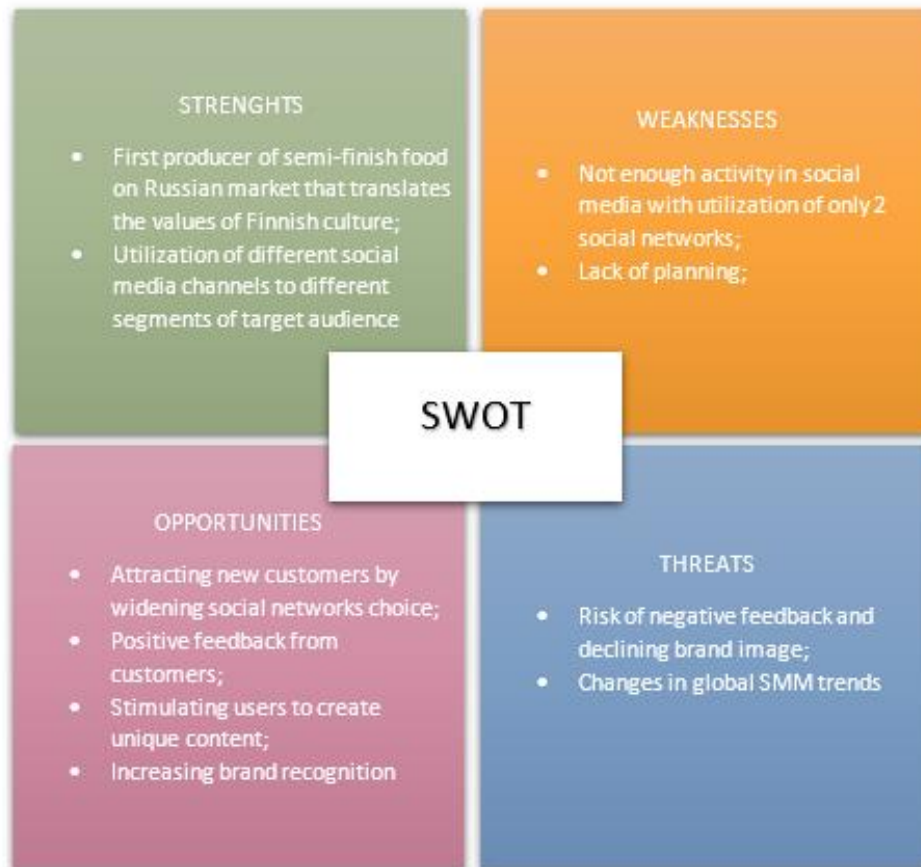 STRENGHTS
• First producer of semi-finish food
on Russian market that translates
the values of Finnish culture;
• Utilization of different social
media channels to different
segments of target audience
WEAKNESSES
• Not enough activity in social
media with utilization of only 2
social networks;
• Lack of planning;
SWOT
OPPORTUNITIES
• Attracting new customers by
widening social networks choice;
• Positive feedback from
customers;
• Stimulating users to create
unique content;
• Increasing brand recognition
THREATS
• Risk of negative feedback and
declining brand image;
• Changes in global SMM trends